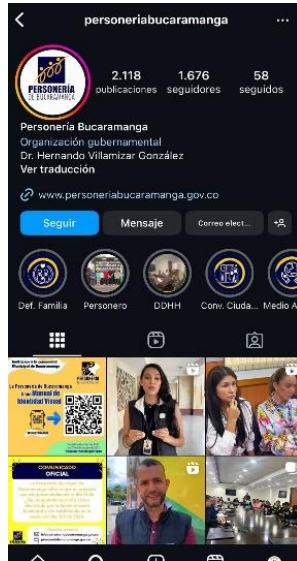 personeriabucaramanga
PERSONERÍA
DE BUCARAMANGA
2.118 1.676 58
publicaciones seguidores seguidos
Personería Bucaramanga
Organización gubernamental
Dr. Hernando Villamizar González
Ver traducción
www.personeriabucaramanga.gov.co
Seguir Mensaje Correo elect...
Def. Familia Personero DDHH Conv. Ciuda... Medio A
PERSONERÍA
La Personería de Bucaramanga
Manual de
Identidad Visual
COMUNICADO
OFICIAL